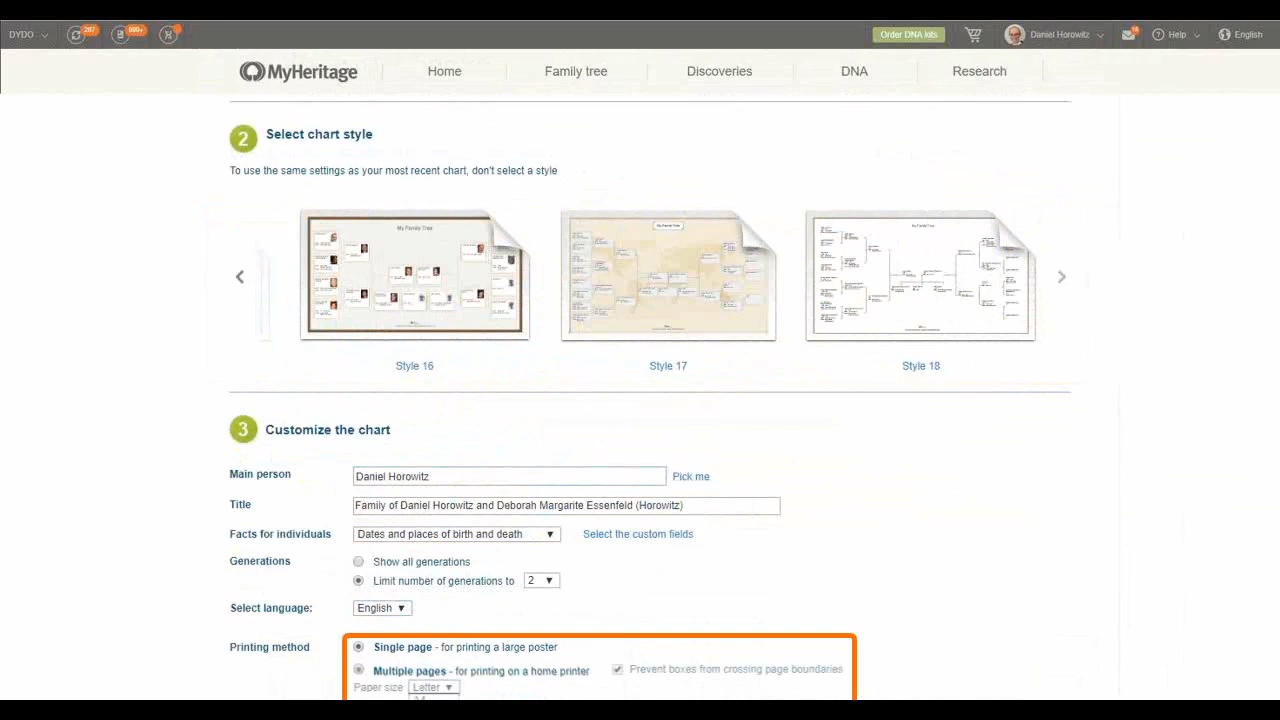 DYDO 267 999+ Order DNA kits Daniel Horowitz Help English
MyHeritage Home Family tree Discoveries DNA Research
2 Select chart style
To use the same settings as your most recent chart, don't select a style
My Family Tree My Family Tree My Family Tree
Style 16 Style 17 Style 18
3 Customize the chart
Main person Daniel Horowitz Pick me
Title Family of Daniel Horowitz and Deborah Margarite Essenfeld (Horowitz)
Facts for individuals Dates and places of birth and death Select the custom fields
Generations Show all generations
Limit number of generations to 2
Select language: English
Printing method Single page - for printing a large poster
Multiple pages - for printing on a home printer Prevent boxes from crossing page boundaries
Paper size Letter